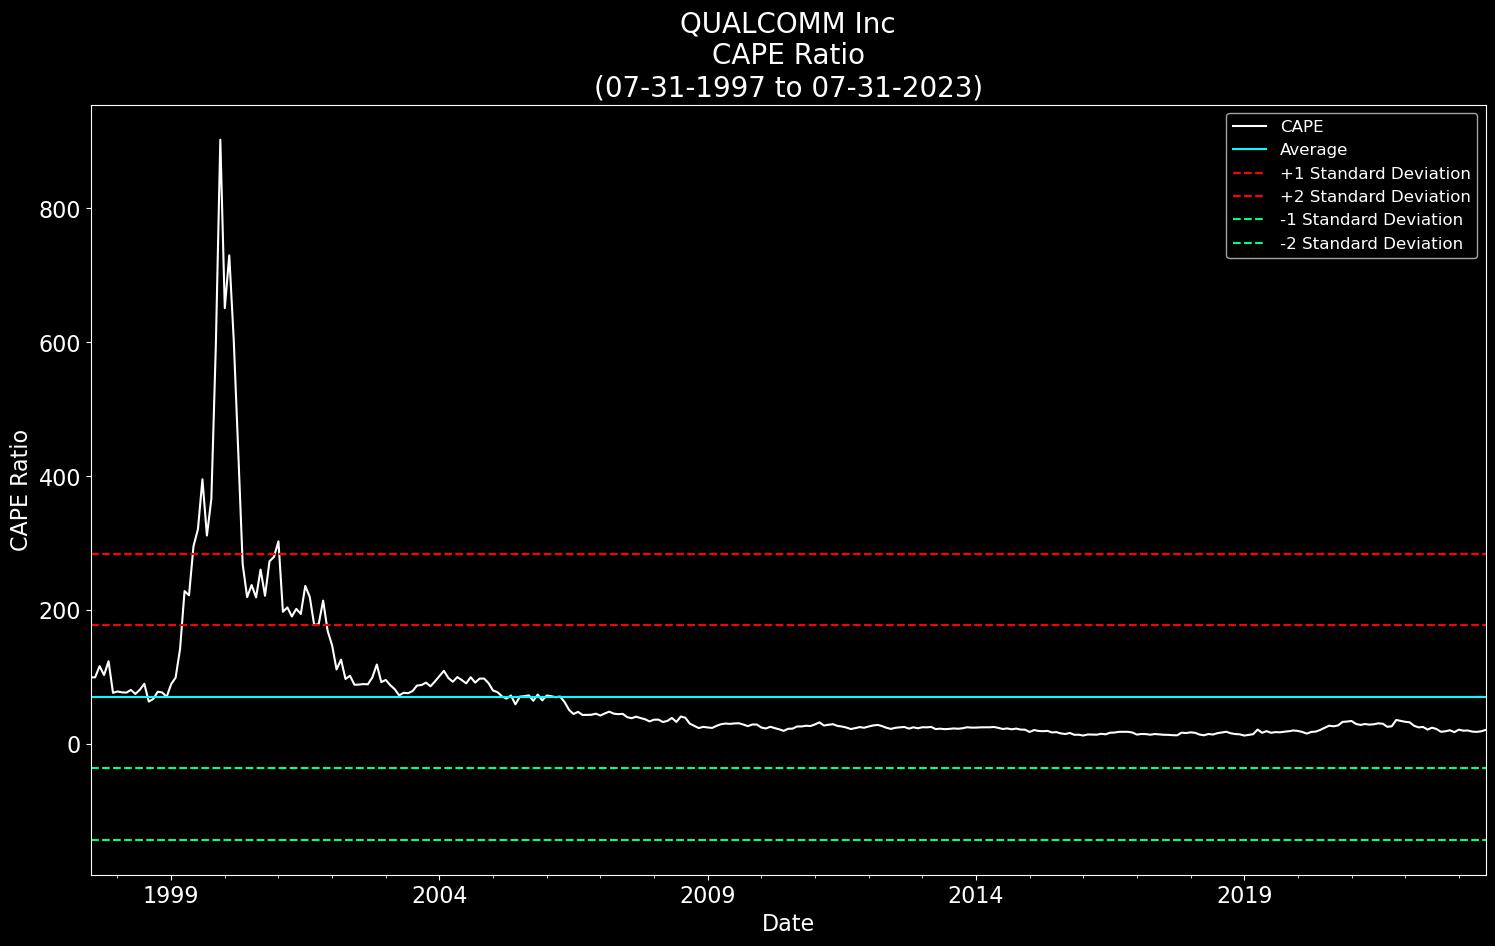 QUALCOMM Inc
CAPE Ratio
(07-31-1997 to 07-31-2023)
CAPE
Average
+1 Standard Deviation
+2 Standard Deviation
-1 Standard Deviation
-2 Standard Deviation
CAPE Ratio
800
600
400
200
0
1999
2004
2009
2014
2019
Date